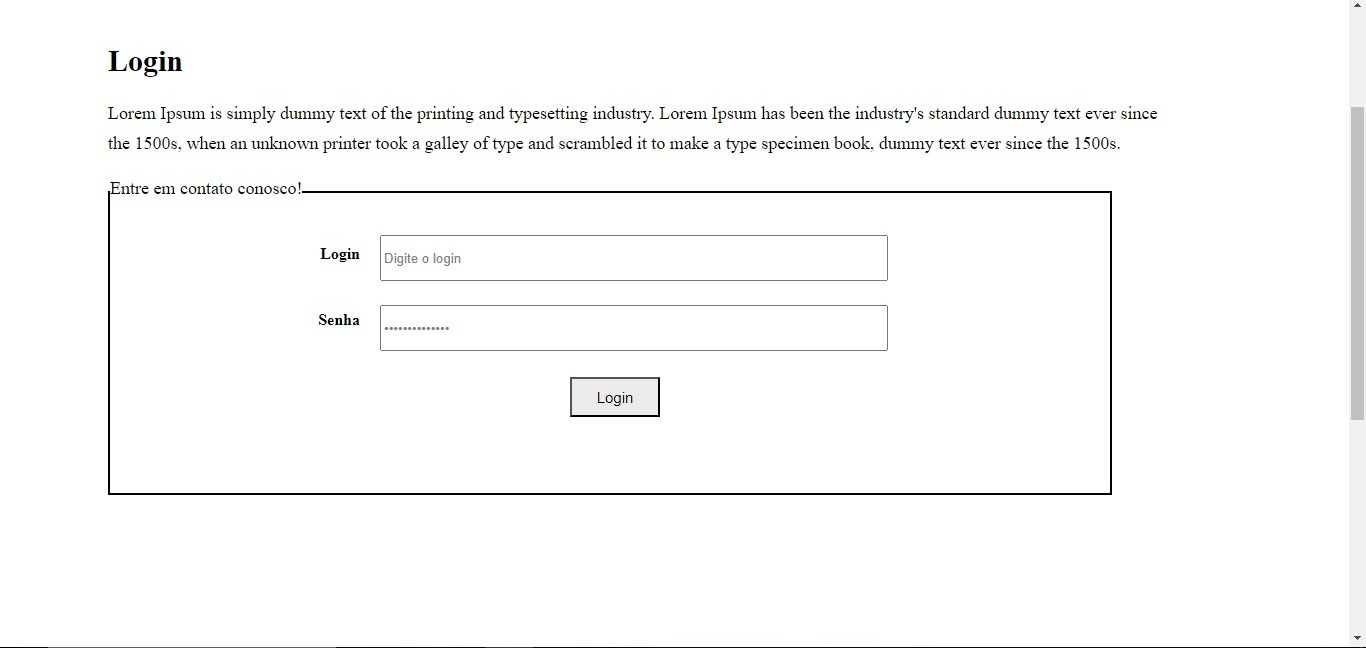 Login
Lorem Ipsum is simply dummy text of the printing and typesetting industry. Lorem Ipsum has been the industry's standard dummy text ever since
the 1500s, when an unknown printer took a galley of type and scrambled it to make a type specimen book, dummy text ever since the 1500s.
Entre em contato conosco!
Login
Digite o login
Senha
••••••••••••••
Login